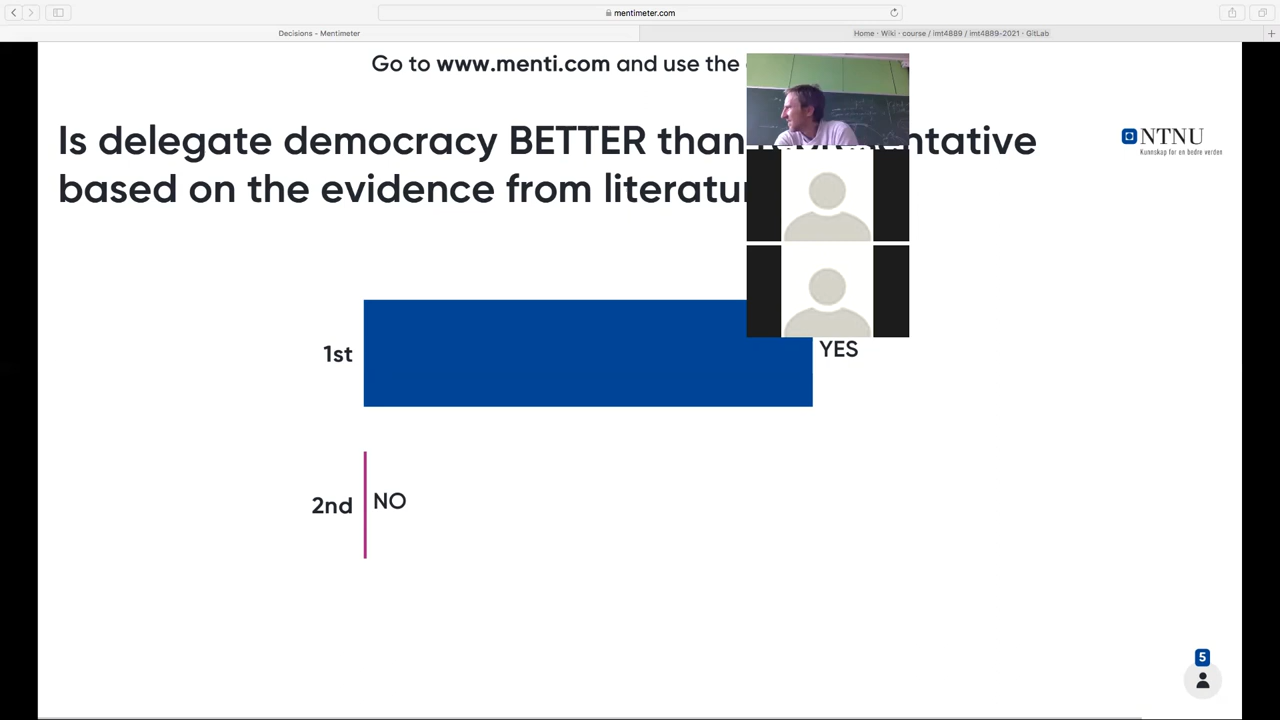 mentimeter.com
Decisions - Mentimeter
Home · Wiki · course / imt4889 / imt4889-2021 · GitLab
Go to www.menti.com and use the
Is delegate democracy BETTER than
based on the evidence from
NTNU
Kunnskap for en bedre verden
1st
YES
2nd
NO
5